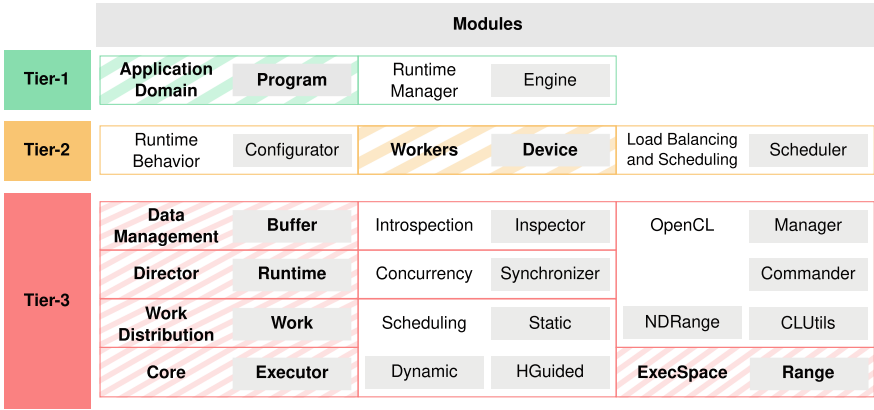 Modules
Tier-1
Application
Domain
Program
Runtime
Manager
Engine
Tier-2
Runtime
Behavior
Configurator
Workers
Device
Load Balancing
and Scheduling
Scheduler
Tier-3
Data
Management
Buffer
Introspection
Inspector
OpenCL
Manager
Director
Runtime
Concurrency
Synchronizer
Commander
Work
Distribution
Work
Scheduling
Static
NDRange
CLUtils
Core
Executor
Dynamic
HGuided
ExecSpace
Range